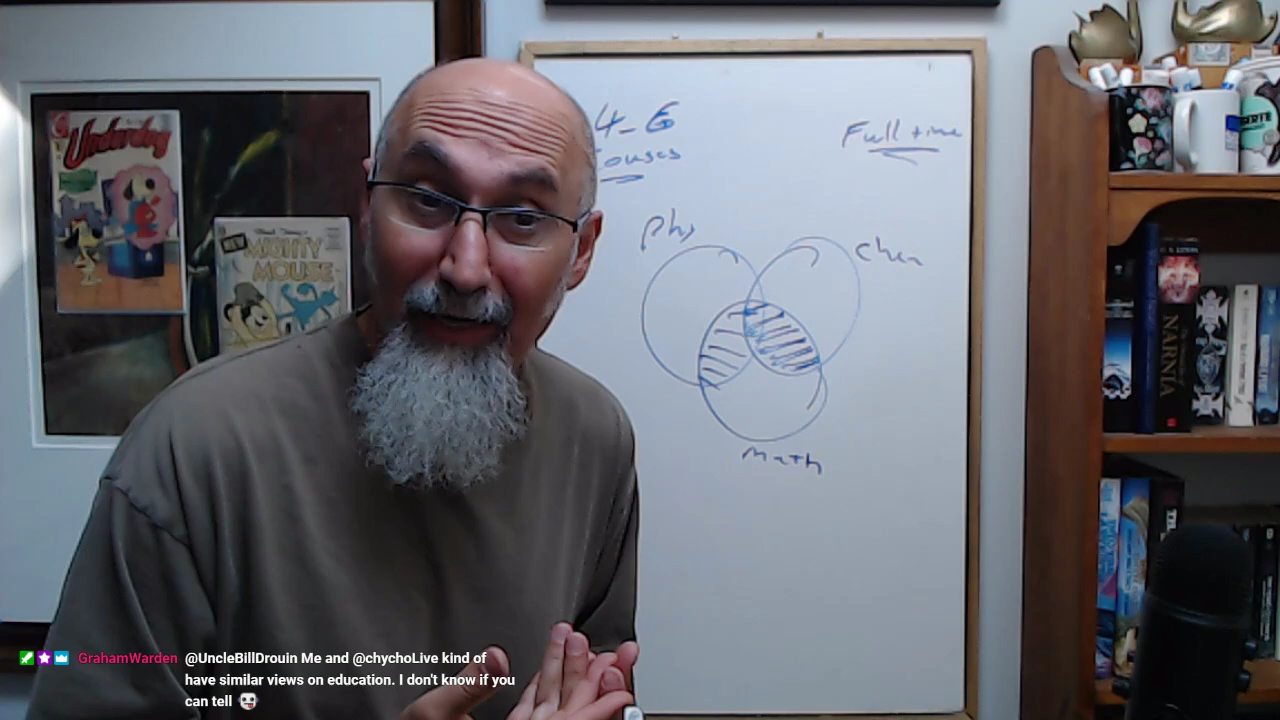 Underdog
NEW
MIGHTY
MOUSE
4-6
Full time
Phy
Chem
Math
NARNIA
GrahamWarden @UncleBillDrouin Me and @chychoLive kind of
have similar views on education. I don't know if you
can tell